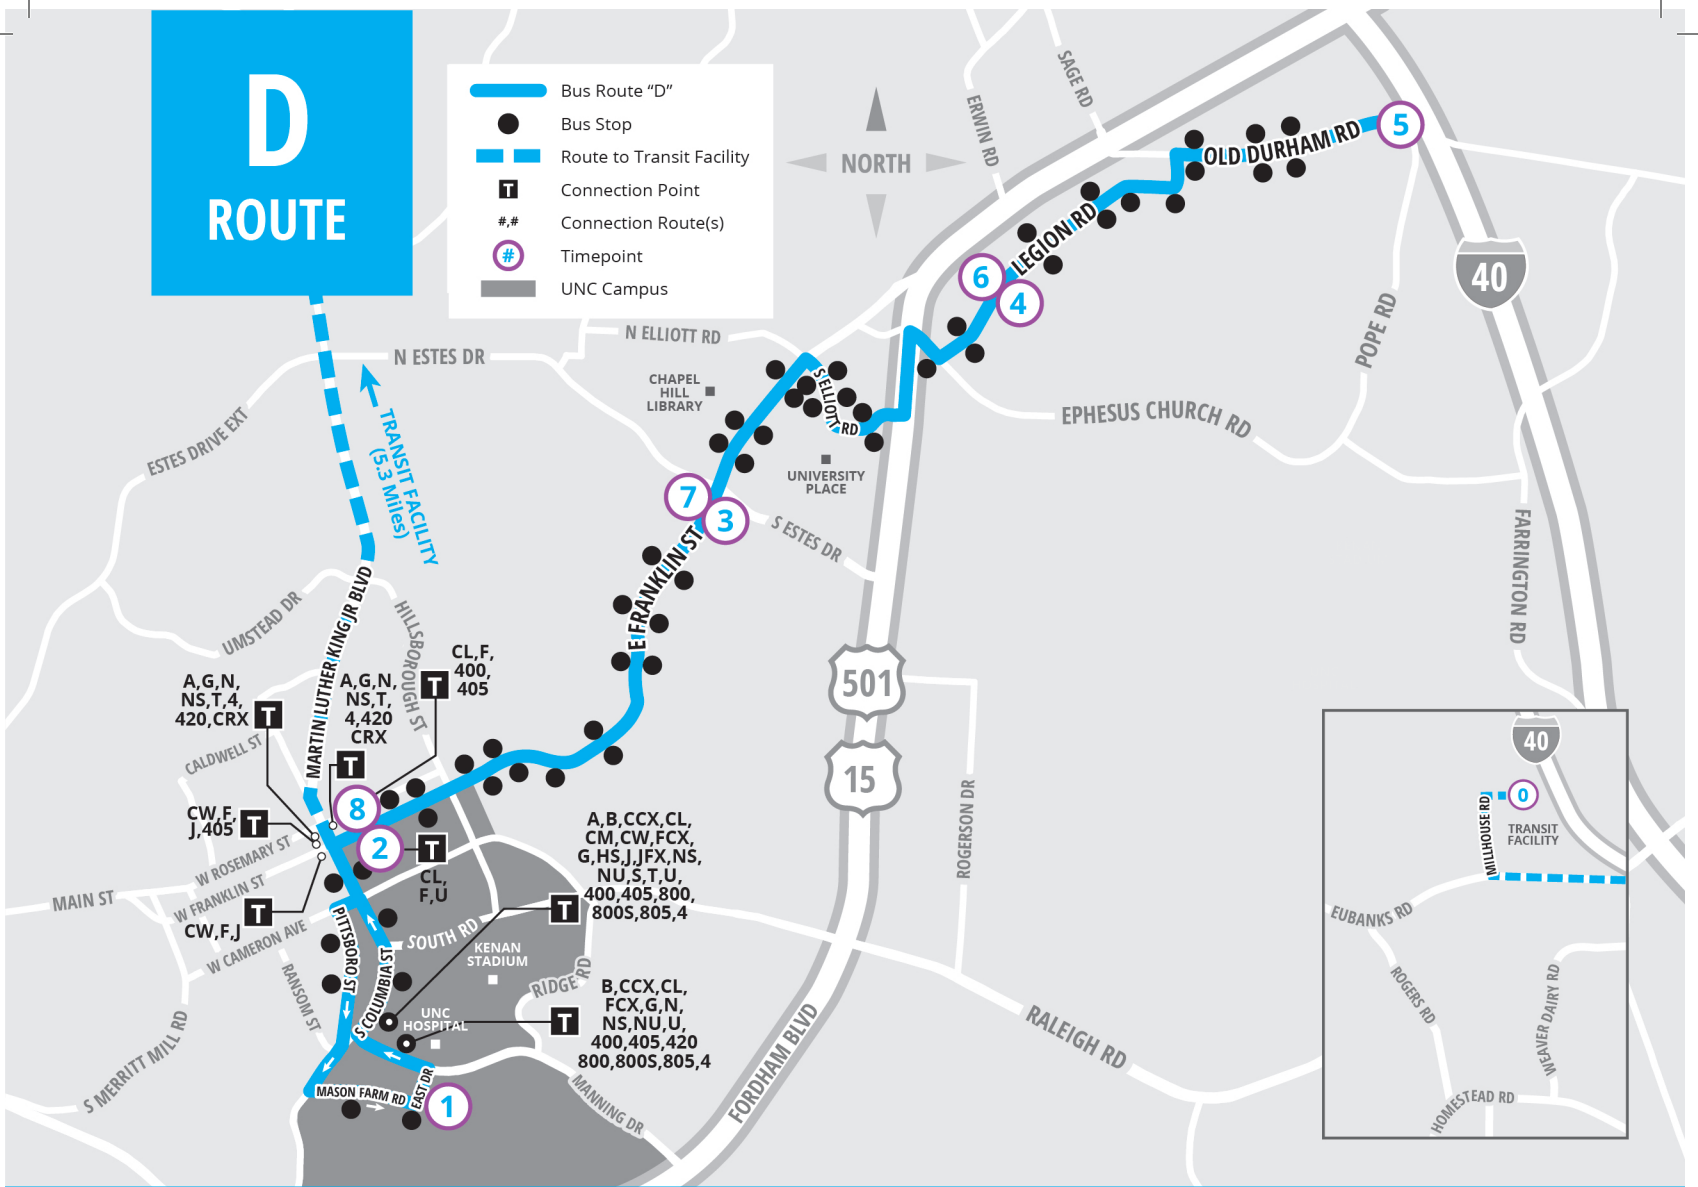 D
ROUTE
Bus Route “D”
Bus Stop
Route to Transit Facility
T
Connection Point
#,#
Connection Route(s)
#
Timepoint
UNC Campus
NORTH
SAGE RD
ERWIN RD
OLD DURHAM RD
5
LEGION RD
6
4
40
POPE RD
N ELLIOTT RD
N ESTES DR
CHAPEL
HILL
LIBRARY
S ELLIOTT RD
EPHESUS CHURCH RD
ESTES DRIVE EXT
TRANSIT FACILITY
(5.3 Miles)
UNIVERSITY
PLACE
7
3
S ESTES DR
E FRANKLIN ST
FARRINGTON RD
UMSTEAD DR
MARTIN LUTHER KING JR BLVD
HILLSBOROUGH ST
CL,F,
400,
405
T
A,G,N,
NS,T,4,
420,CRX
T
A,G,N,
NS,T,
4,420
CRX
T
501
15
CALDWELL ST
8
2
CW,F,
J,405
T
W ROSEMARY ST
W FRANKLIN ST
MAIN ST
T
CL,
F,U
T
CW,F,J
W CAMERON AVE
A,B,CCX,CL,
CM,CW,FCX,
G,HS,J,JFX,NS,
NU,S,T,U,
400,405,800,
800S,805,4
T
ROGERSON DR
PITTSBORO ST
S COLUMBIA ST
SOUTH RD
KENAN
STADIUM
RIDGE RD
RANSOM ST
UNC
HOSPITAL
B,CCX,CL,
FCX,G,N,
NS,NU,U,
400,405,420
800,800S,805,4
T
S MERRITT MILL RD
MASON FARM RD
EAST DR
1
MANNING DR
FORDHAM BLVD
RALEIGH RD
40
0
TRANSIT
FACILITY
MILLHOUSE RD
EUBANKS RD
ROGERS RD
WEAVER DAIRY RD
HOMESTEAD RD